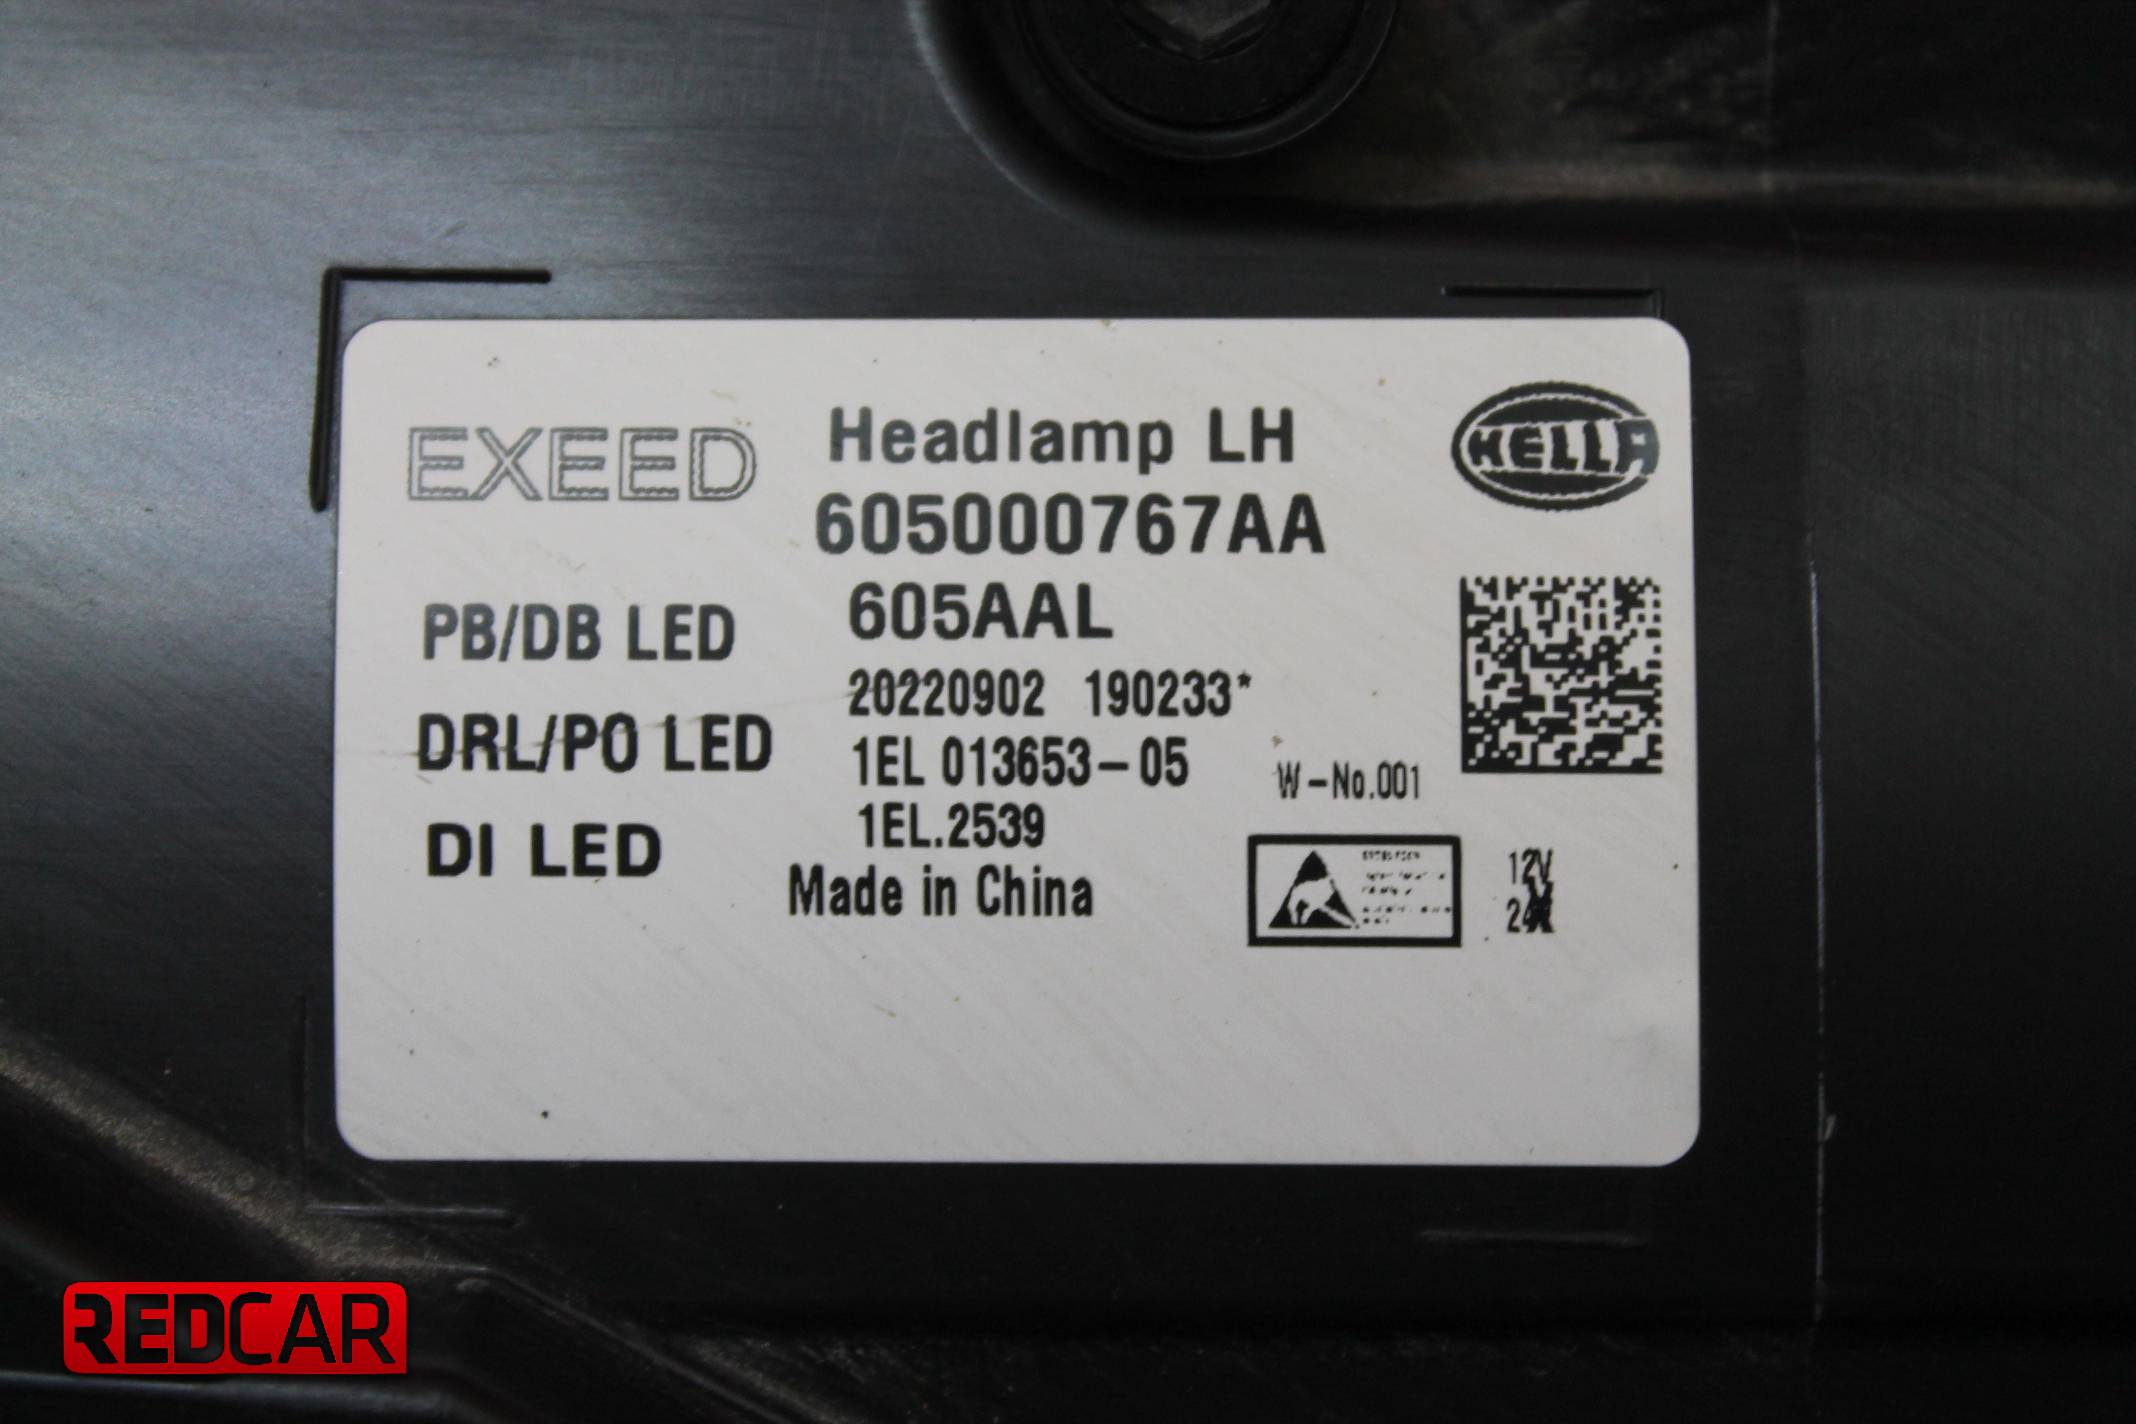 EXEED
Headlamp LH
HELLA
605000767AA
605AAL
PB/DB LED
20220902 190233*
DRL/PO LED
1EL 013653-05
W-No.001
1EL.2539
DI LED
Made in China
12V
REDCAR